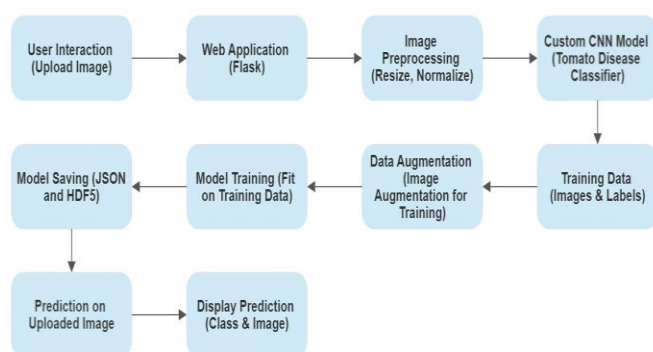 User Interaction
(Upload Image)
Web Application
(Flask)
Image
Preprocessing
(Resize, Normalize)
Custom CNN Model
(Tomato Disease
Classifier)
Model Saving (JSON
and HDF5)
Model Training (Fit
on Training Data)
Data Augmentation
(Image
Augmentation for
Training)
Training Data
(Images & Labels)
Prediction on
Uploaded Image
Display Prediction
(Class & Image)